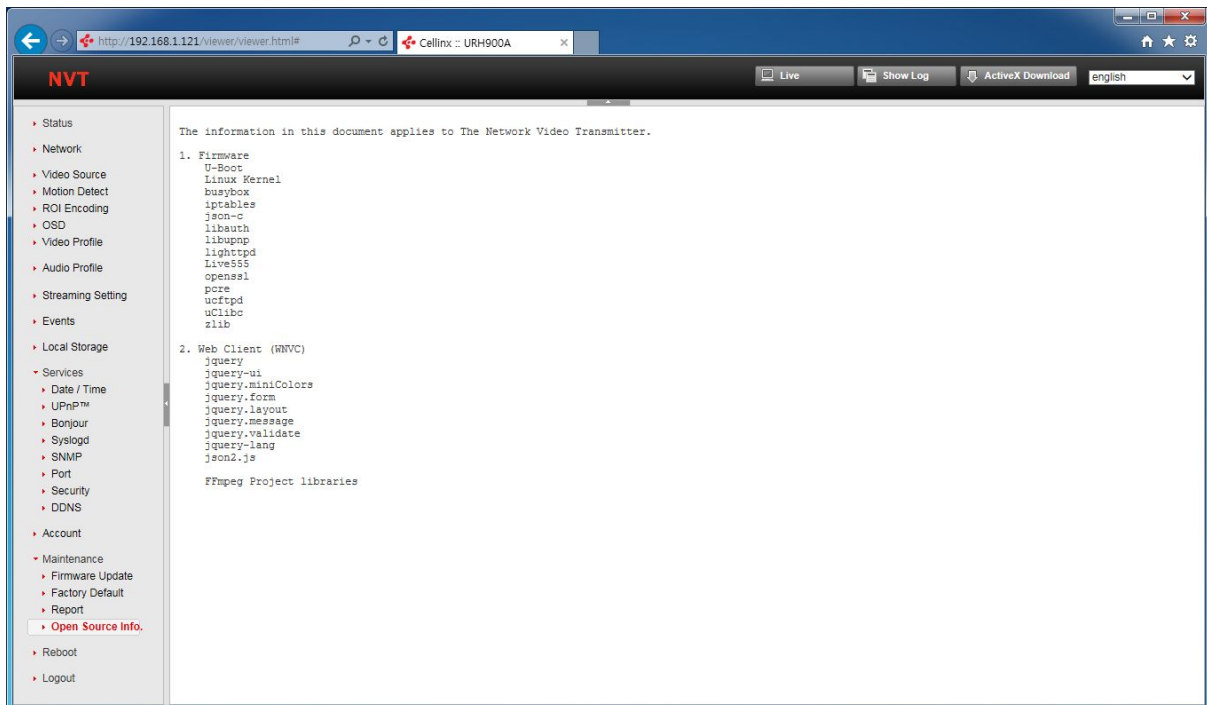 http://192.168.1.121/viewer/viewer.html#
Cellinx :: URH900A
NVT
Live
Show Log
ActiveX Download
english
Status
Network
Video Source
Motion Detect
ROI Encoding
OSD
Video Profile
Audio Profile
Streaming Setting
Events
Local Storage
Services
Date / Time
UPnP™
Bonjour
Syslogd
SNMP
Port
Security
DDNS
Account
Maintenance
Firmware Update
Factory Default
Report
Open Source Info.
Reboot
Logout
The information in this document applies to The Network Video Transmitter.
1. Firmware
U-Boot
Linux Kernel
busybox
iptables
json-c
libauth
libupnp
lighttpd
Live555
openssl
pcre
ucftpd
uClibc
zlib
2. Web Client (WNVC)
jquery
jquery-ui
jquery.miniColors
jquery.form
jquery.layout
jquery.message
jquery.validate
jquery-lang
json2.js
FFmpeg Project libraries